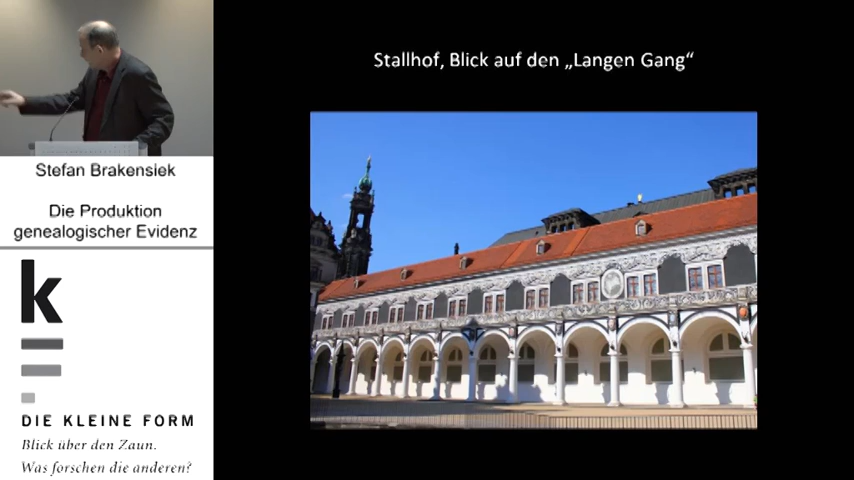 Stallhof, Blick auf den „Langen Gang“
Stefan Brakensiek
Die Produktion
genealogischer Evidenz
k
DIE KLEINE FORM
Blick über den Zaun.
Was forschen die anderen?